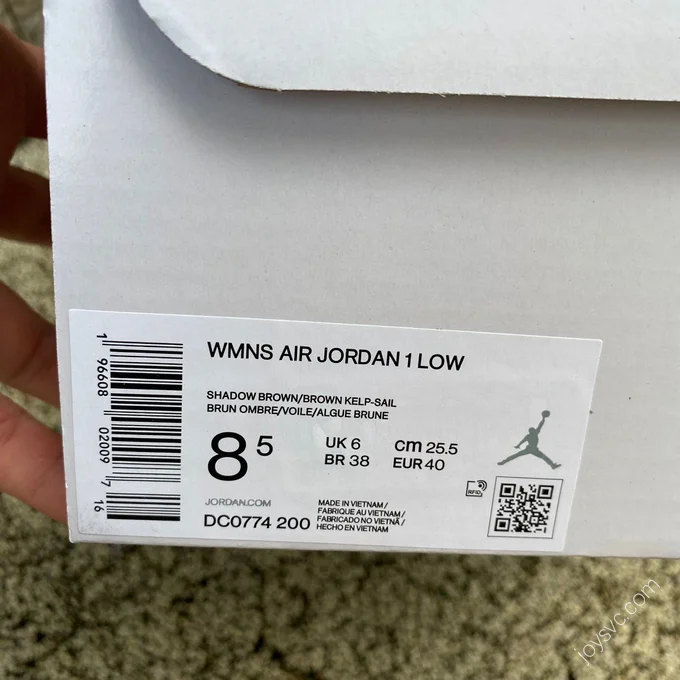 WMNS AIR JORDAN 1 LOW
SHADOW BROWN/BROWN KELP-SAIL
BRUN OMBRE/VOILE/ALGUE BRUNE
8 5
UK 6 cm 25.5
BR 38 EUR 40
JORDAN.COM
DC0774 200
MADE IN VIETNAM /
FABRIQUE AU VIETNAM /
FABRICADO NO VIETNÃ /
HECHO EN VIETNAM
RFID
1 96608 02009 7 16
joysvc.com